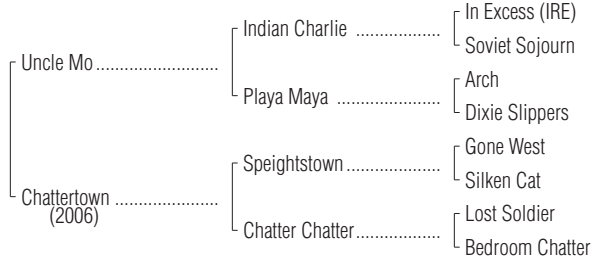 In Excess (IRE)
Indian Charlie ....................
Soviet Sojourn
Uncle Mo .............................
Arch
Playa Maya .........................
Dixie Slippers
Gone West
Speightstown......................
Silken Cat
Chattertown .........................
(2006)
Lost Soldier
Chatter Chatter....................
Bedroom Chatter